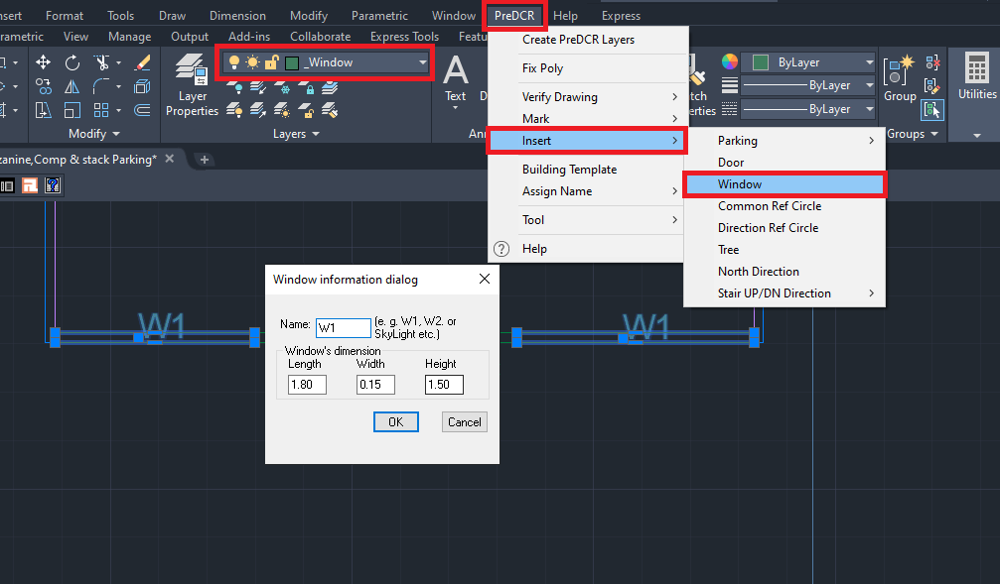 nsert Format Tools Draw Dimension Modify Parametric Window PreDCR Help Express
rametric View Manage Output Add-ins Collaborate Express Tools Featu
_Window
Layer
Properties
Text
D
Modify
Layers
Ann
Create PreDCR Layers
Fix Poly
Verify Drawing
Mark
Insert
Building Template
Assign Name
Tool
Help
Parking
Door
Window
Common Ref Circle
Direction Ref Circle
Tree
North Direction
Stair UP/DN Direction
tch
erties
ByLayer
ByLayer
ByLayer
Group
Groups
Utilities
zanine,Comp & stack Parking*
W1
W1
Window information dialog
Name: W1 (e. g. W1, W2. or
SkyLight etc.)
Window's dimension
Length Width Height
1.80 0.15 1.50
OK Cancel